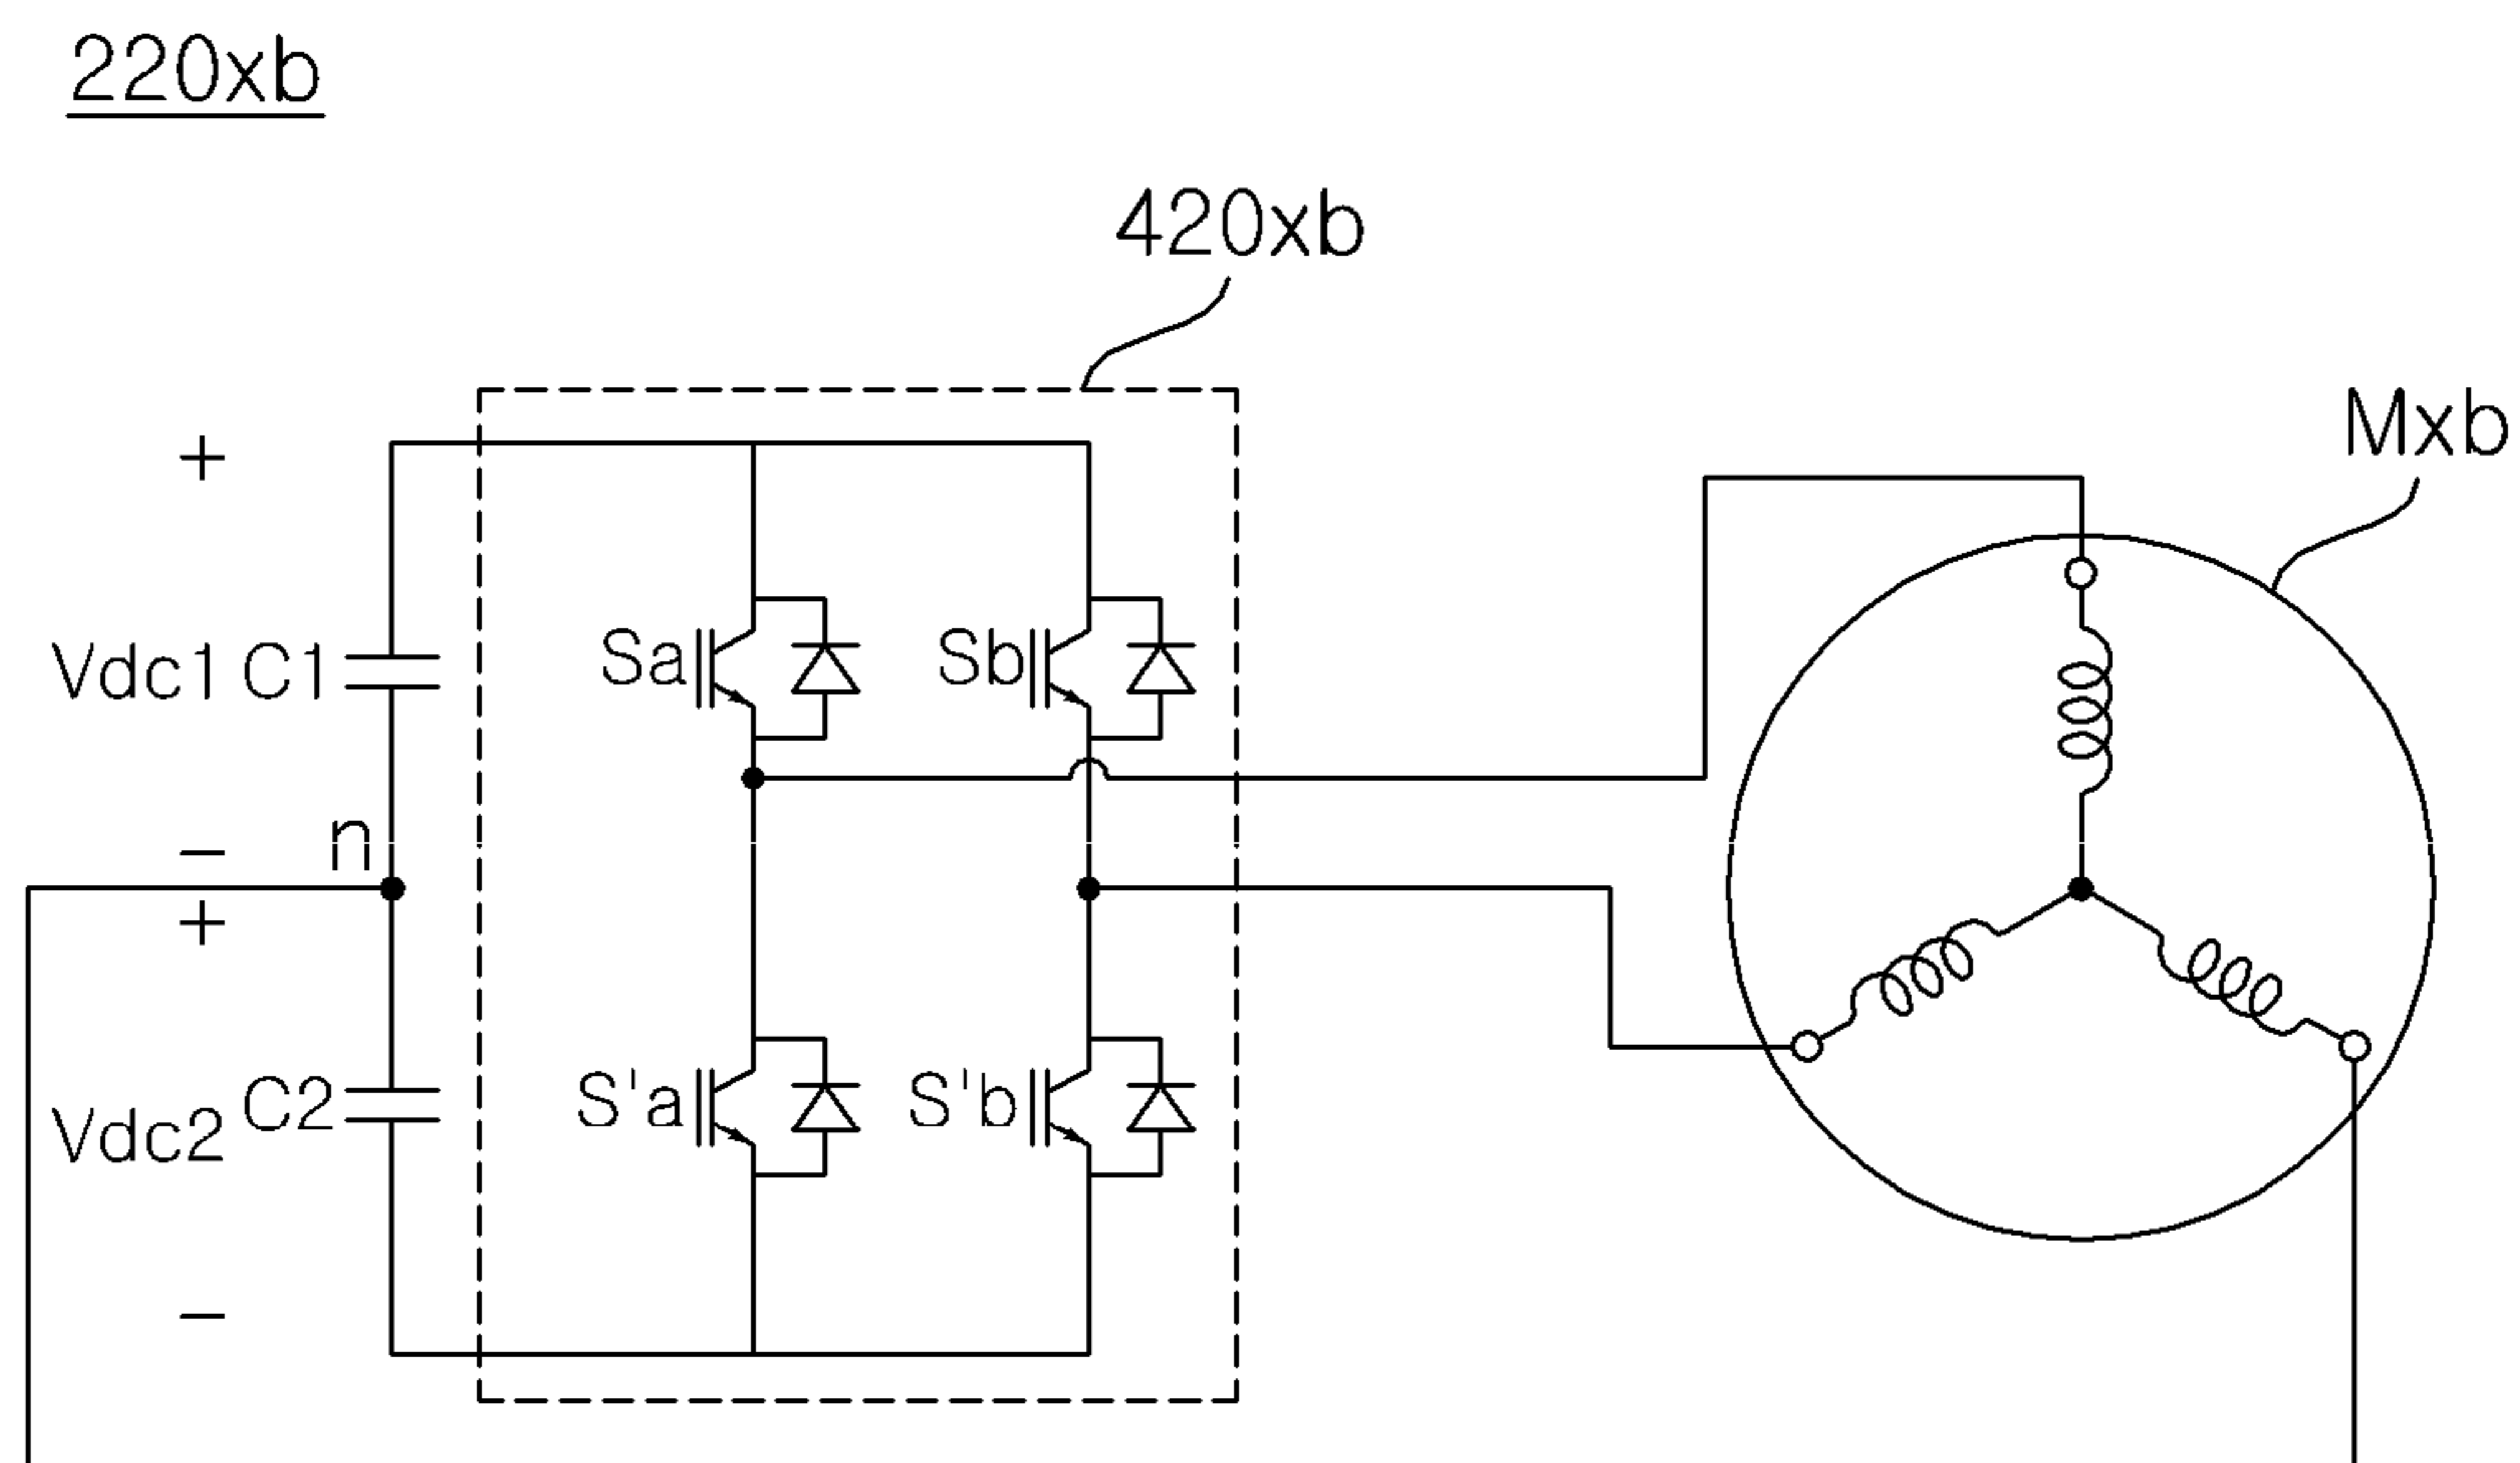 220xb
420xb
Mxb
+
Vdc1 C1
Sa
Sb
n
−
+
Vdc2
C2
S'a
S'b
−